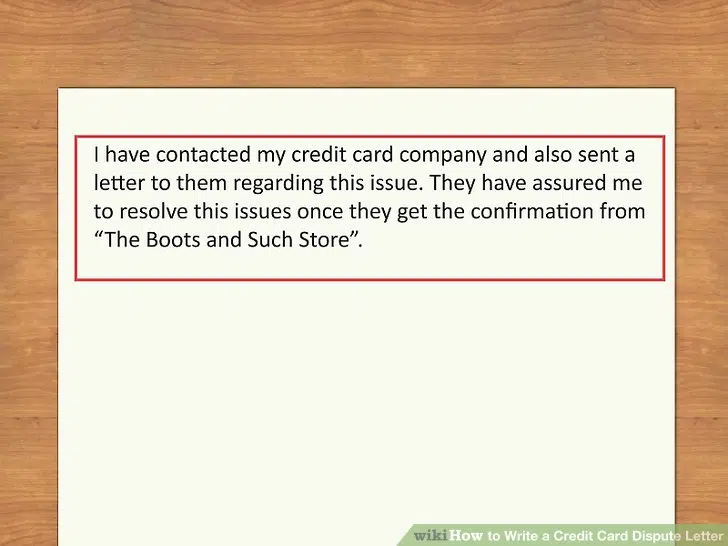 I have contacted my credit card company and also sent a
letter to them regarding this issue. They have assured me
to resolve this issues once they get the confirmation from
“The Boots and Such Store”.
wikiHow to Write a Credit Card Dispute Letter